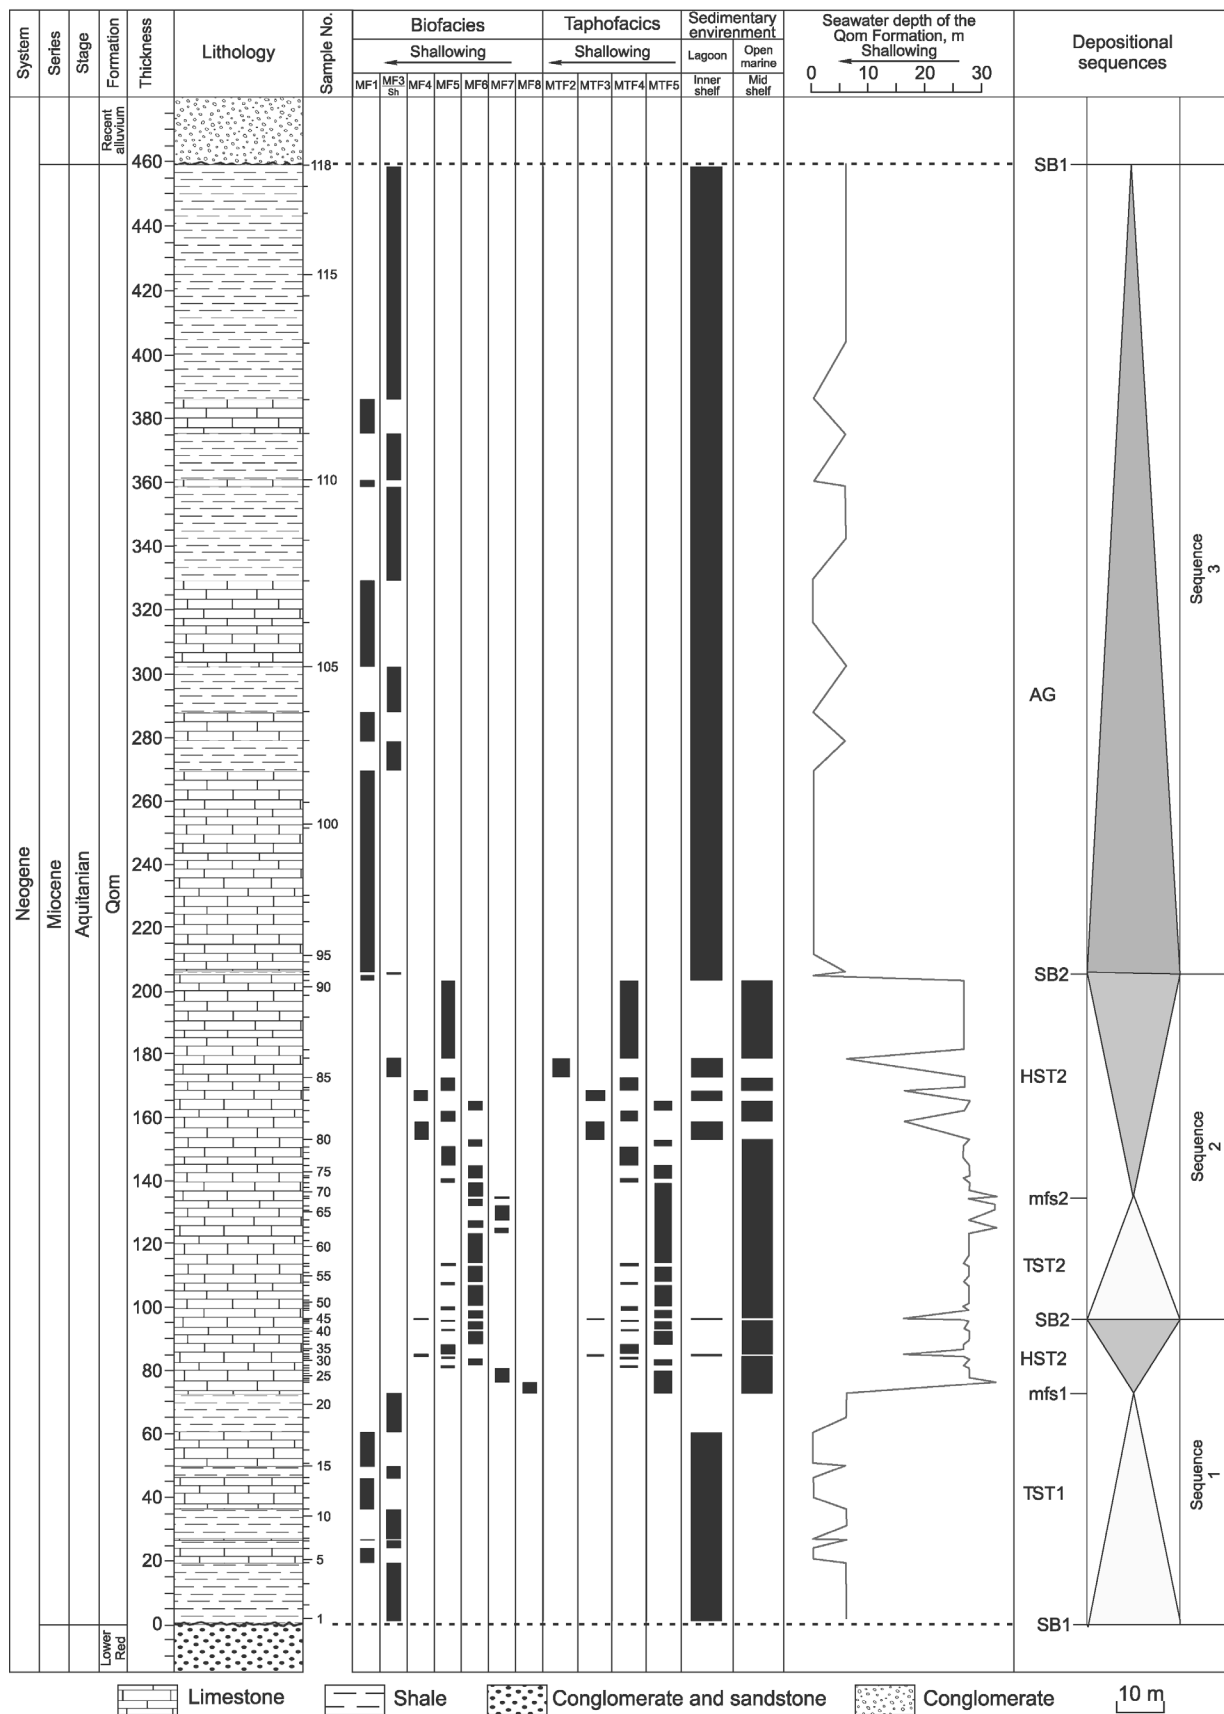 System
Series
Stage
Formation
Thickness
Lithology
Sample No.
Biofacies
Shallowing
MF1
MF3
Sh
MF4
MF5
MF6
MF7
MF8
Taphofacics
Shallowing
MTF2
MTF3
MTF4
MTF5
Sedimentary
envirenment
Lagoon
Open
marine
Inner
shelf
Mid
shelf
Seawater depth of the
Qom Formation, m
Shallowing
0 10 20 30
Depositional
sequences
Recent
alluvium
460
118
SB1
440
115
420
400
380
360
110
340
Sequence
3
320
300
105
AG
280
260
100
240
Neogene
Miocene
Aquitanian
Qom
220
95
SB2
200
90
180
85
HST2
160
80
Sequence
2
75
140
70
mfs2
65
120
60
TST2
55
50
100
45
SB2
40
35
30
HST2
80
25
mfs1
20
60
15
Sequence
1
40
TST1
10
20
5
1
0
SB1
Lower
Red
Limestone
Shale
Conglomerate and sandstone
Conglomerate
10 m